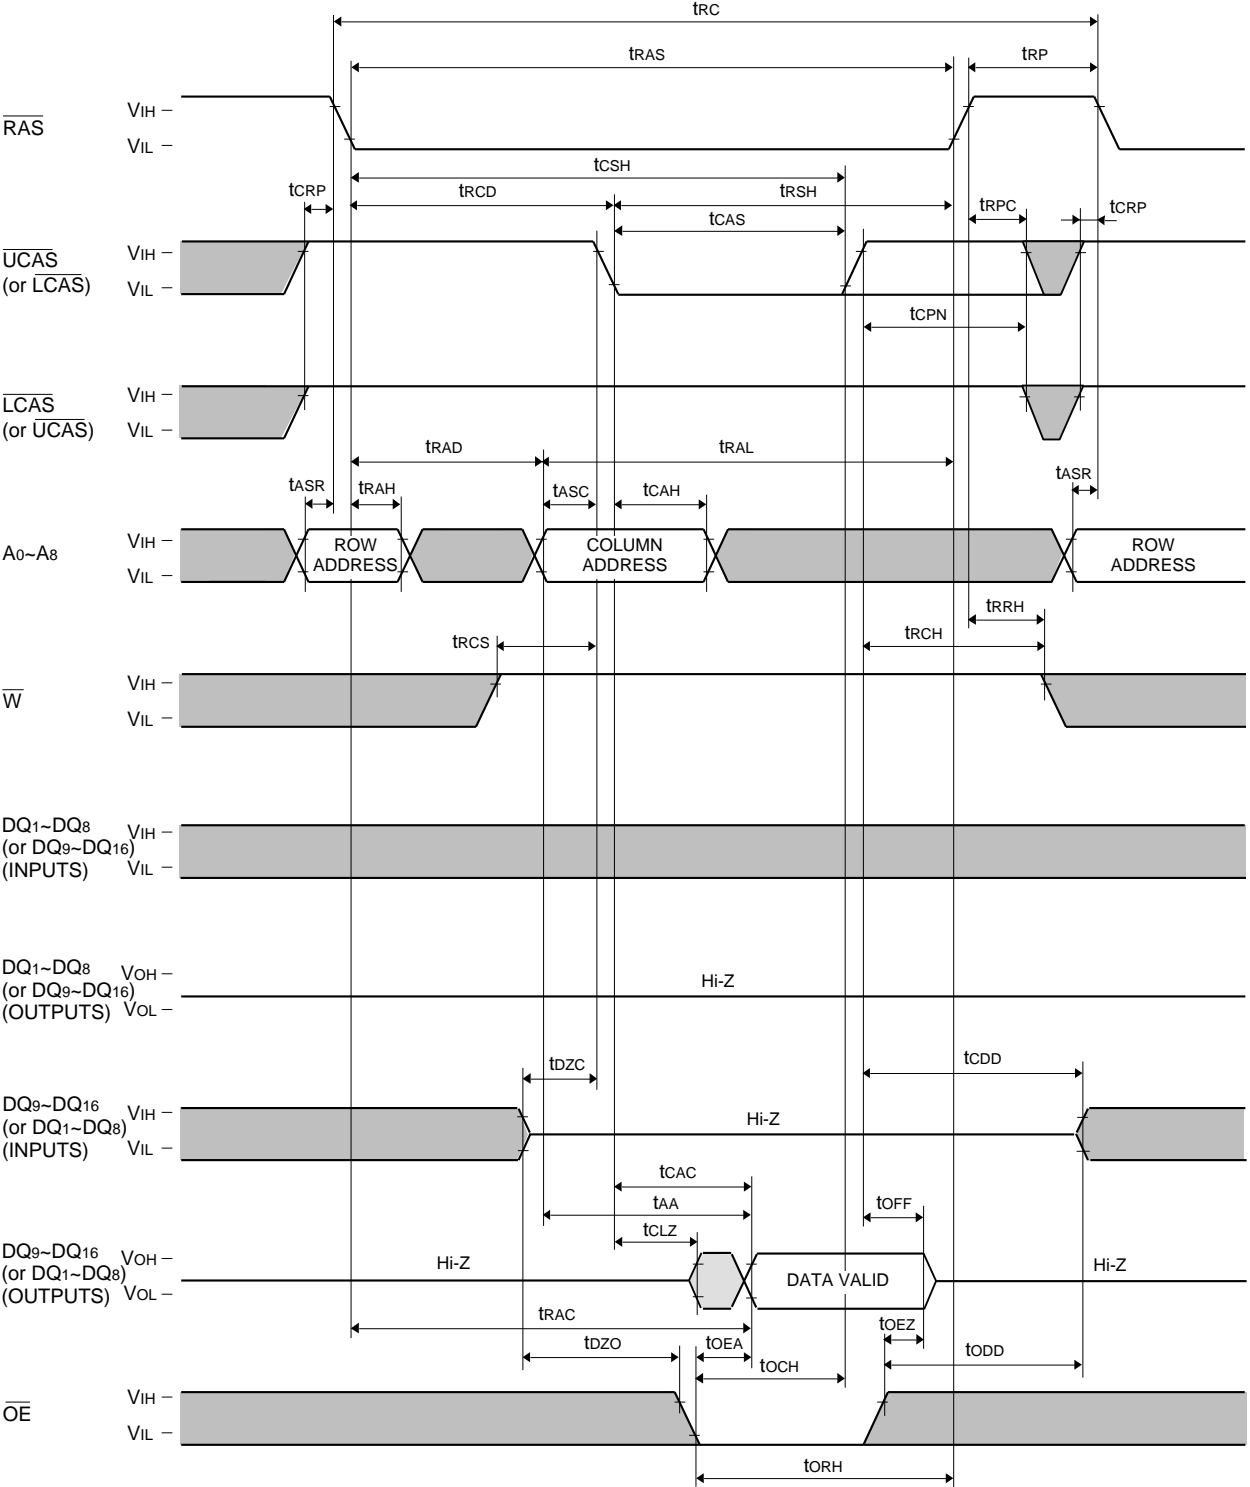 tRC
tRAS tRP
RAS VIH
VIL
tCSH
tCRP tRCD tRSH tRPC tCRP
tCAS
UCAS VIH
(or LCAS) VIL
tCPN
LCAS VIH
(or UCAS) VIL
tRAD tRAL
tASR tRAH tASC tCAH tASR
A0~A8 VIH
VIL
ROW
ADDRESS
COLUMN
ADDRESS
ROW
ADDRESS
tRRH
tRCS tRCH
W VIH
VIL
DQ1~DQ8
(or DQ9~DQ16)
(INPUTS)
VIH
VIL
DQ1~DQ8
(or DQ9~DQ16)
(OUTPUTS)
VOH
VOL
Hi-Z
tDZC tCDD
DQ9~DQ16
(or DQ1~DQ8)
(INPUTS)
VIH
VIL
Hi-Z
tCAC
tAA tOFF
tCLZ
DQ9~DQ16
(or DQ1~DQ8)
(OUTPUTS)
VOH
VOL
Hi-Z DATA VALID Hi-Z
tRAC tOEZ
tDZO tOEA tODD
tOCH
OE VIH
VIL
tORH